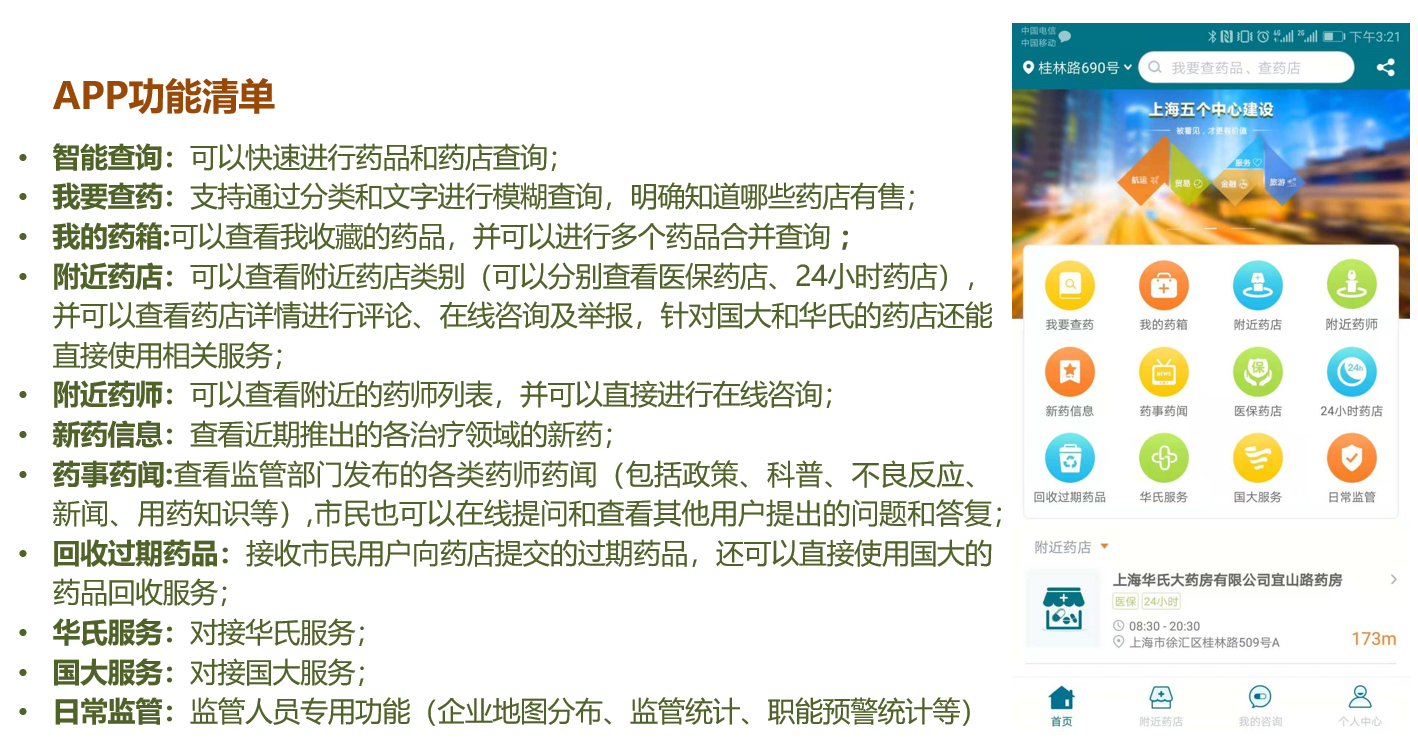 APP功能清单
• 智能查询：可以快速进行药品和药店查询；
• 我要查药：支持通过分类和文字进行模糊查询，明确知道哪些药店有售；
• 我的药箱:可以查看我收藏的药品，并可以进行多个药品合并查询 ；
• 附近药店：可以查看附近药店类别（可以分别查看医保药店、24小时药店），
并可以查看药店详情进行评论、在线咨询及举报，针对国大和华氏的药店还能
直接使用相关服务；
• 附近药师：可以查看附近的药师列表，并可以直接进行在线咨询；
• 新药信息：查看近期推出的各治疗领域的新药；
• 药事药闻:查看监管部门发布的各类药师药闻（包括政策、科普、不良反应、
新闻、用药知识等）,市民也可以在线提问和查看其他用户提出的问题和答复；
• 回收过期药品：接收市民用户向药店提交的过期药品，还可以直接使用国大的
药品回收服务；
• 华氏服务：对接华氏服务；
• 国大服务：对接国大服务；
• 日常监管：监管人员专用功能（企业地图分布、监管统计、职能预警统计等）
中国电信
中国移动
4G 2G 下午3:21
桂林路690号 我要查药品、查药店
上海五个中心建设
被看见，才更有价值
航运 贸易 金融 服务 旅游
我要查药 我的药箱 附近药店 附近药师
NEWS 保 24h
新药信息 药事药闻 医保药店 24小时药店
回收过期药品 华氏服务 国大服务 日常监管
附近药店
上海华氏大药房有限公司宜山路药房
医保 24小时
08:30 - 20:30
上海市徐汇区桂林路509号A 173m
首页 附近药店 我的咨询 个人中心